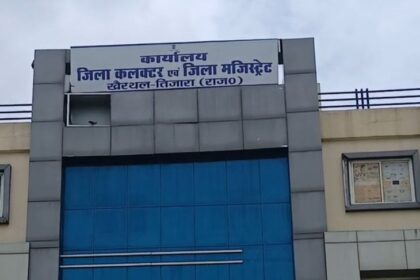 कार्यालय
जिला कलक्टर एवं जिला मजिस्ट्रेट
खैरथल-तिजारा (राज०)